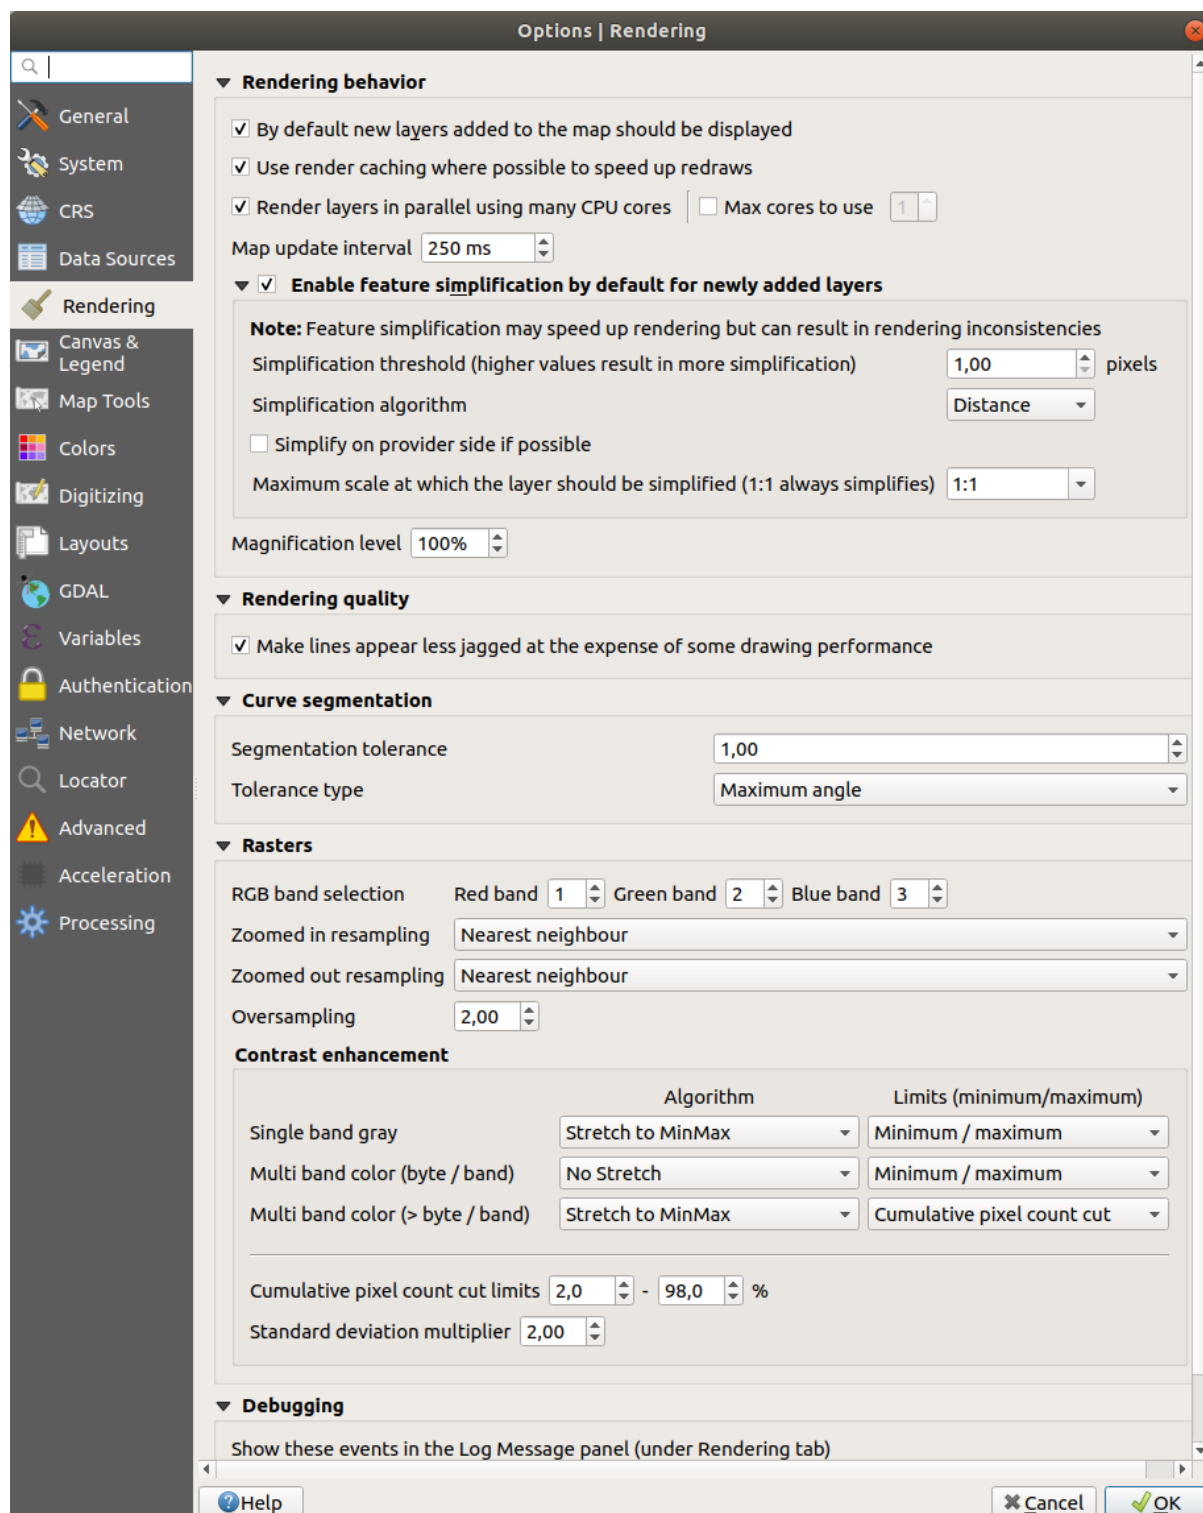 Options | Rendering
General
System
CRS
Data Sources
Rendering
Canvas &
Legend
Map Tools
Colors
Digitizing
Layouts
GDAL
Variables
Authentication
Network
Locator
Advanced
Acceleration
Processing
Rendering behavior
By default new layers added to the map should be displayed
Use render caching where possible to speed up redraws
Render layers in parallel using many CPU cores Max cores to use 1
Map update interval 250 ms
Enable feature simplification by default for newly added layers
Note: Feature simplification may speed up rendering but can result in rendering inconsistencies
Simplification threshold (higher values result in more simplification) 1,00 pixels
Simplification algorithm Distance
Simplify on provider side if possible
Maximum scale at which the layer should be simplified (1:1 always simplifies) 1:1
Magnification level 100%
Rendering quality
Make lines appear less jagged at the expense of some drawing performance
Curve segmentation
Segmentation tolerance 1,00
Tolerance type Maximum angle
Rasters
RGB band selection Red band 1 Green band 2 Blue band 3
Zoomed in resampling Nearest neighbour
Zoomed out resampling Nearest neighbour
Oversampling 2,00
Contrast enhancement
Algorithm Limits (minimum/maximum)
Single band gray Stretch to MinMax Minimum / maximum
Multi band color (byte / band) No Stretch Minimum / maximum
Multi band color (> byte / band) Stretch to MinMax Cumulative pixel count cut
Cumulative pixel count cut limits 2,0 - 98,0 %
Standard deviation multiplier 2,00
Debugging
Show these events in the Log Message panel (under Rendering tab)
Help Cancel OK